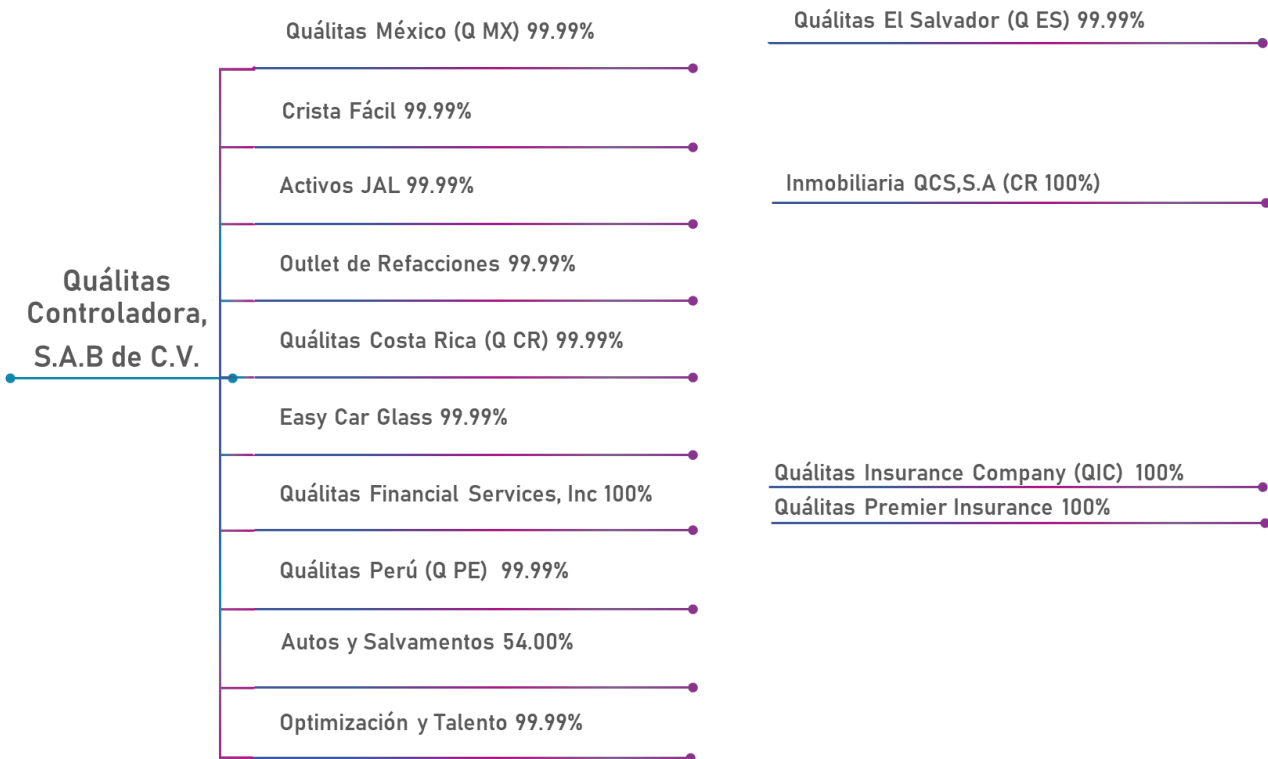 Quálitas
Controladora,
S.A.B de C.V.
Quálitas México (Q MX) 99.99%
Crista Fácil 99.99%
Activos JAL 99.99%
Outlet de Refacciones 99.99%
Quálitas Costa Rica (Q CR) 99.99%
Easy Car Glass 99.99%
Quálitas Financial Services, Inc 100%
Quálitas Perú (Q PE) 99.99%
Autos y Salvamentos 54.00%
Optimización y Talento 99.99%
Quálitas El Salvador (Q ES) 99.99%
Inmobiliaria QCS,S.A (CR 100%)
Quálitas Insurance Company (QIC) 100%
Quálitas Premier Insurance 100%